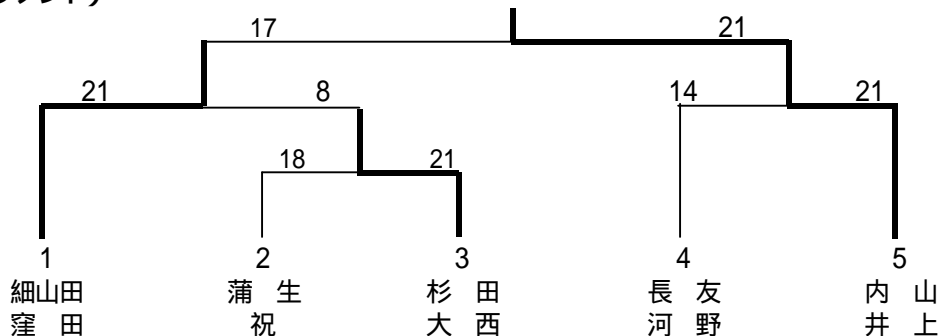 17 21
21 8 14 21
18 21
1 2 3 4 5
細山田 蒲 生 杉 田 長 友 内 山
窪 田 祝 大 西 河 野 井 上